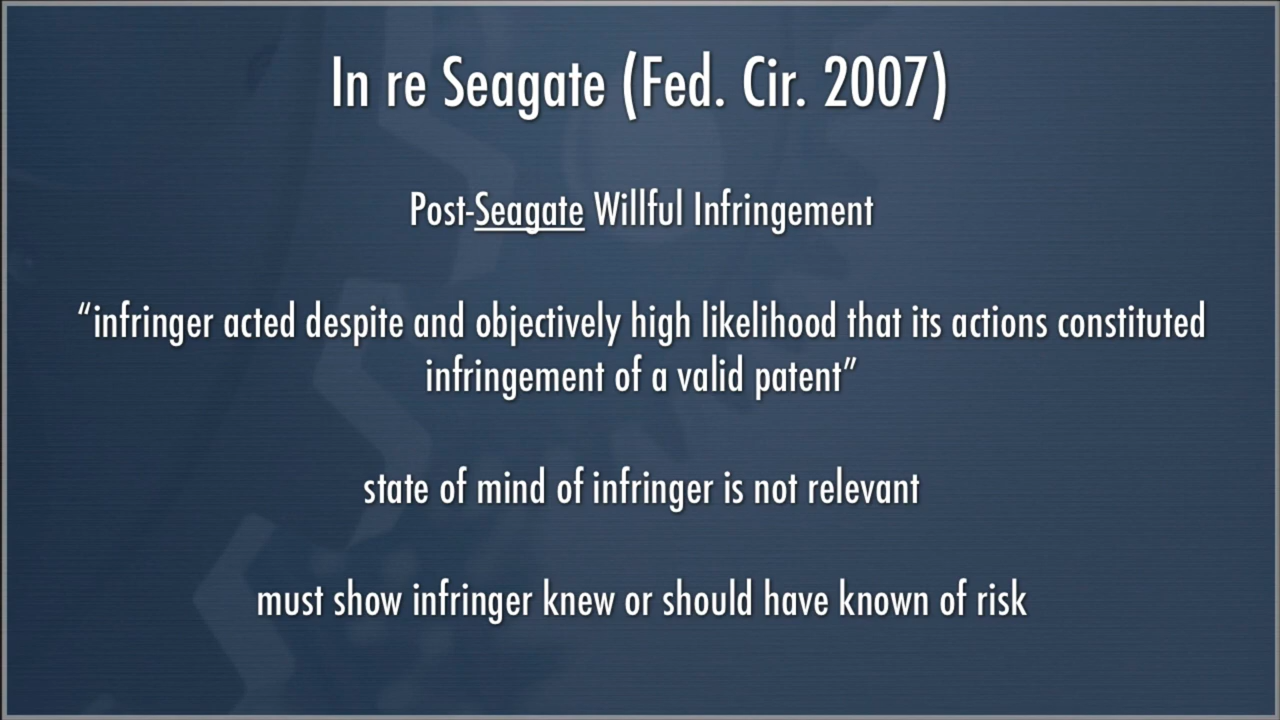 In re Seagate (Fed. Cir. 2007)
Post-Seagate Willful Infringement
“infringer acted despite and objectively high likelihood that its actions constituted
infringement of a valid patent”
state of mind of infringer is not relevant
must show infringer knew or should have known of risk